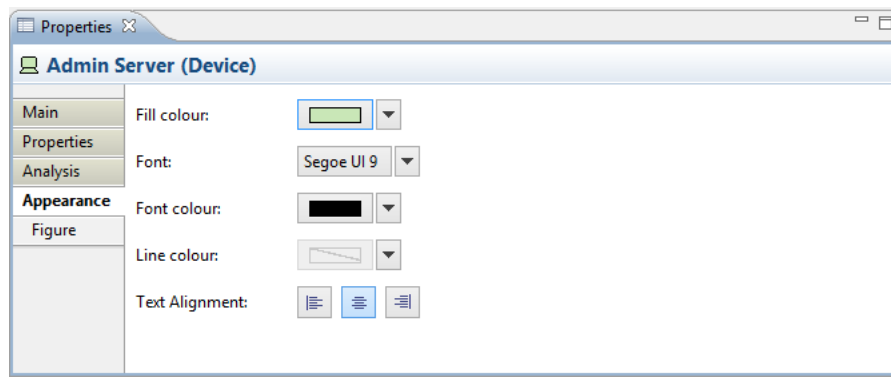 Properties
Admin Server (Device)
Main
Properties
Analysis
Appearance
Figure
Fill colour:
Font:
Segoe UI 9
Font colour:
Line colour:
Text Alignment: